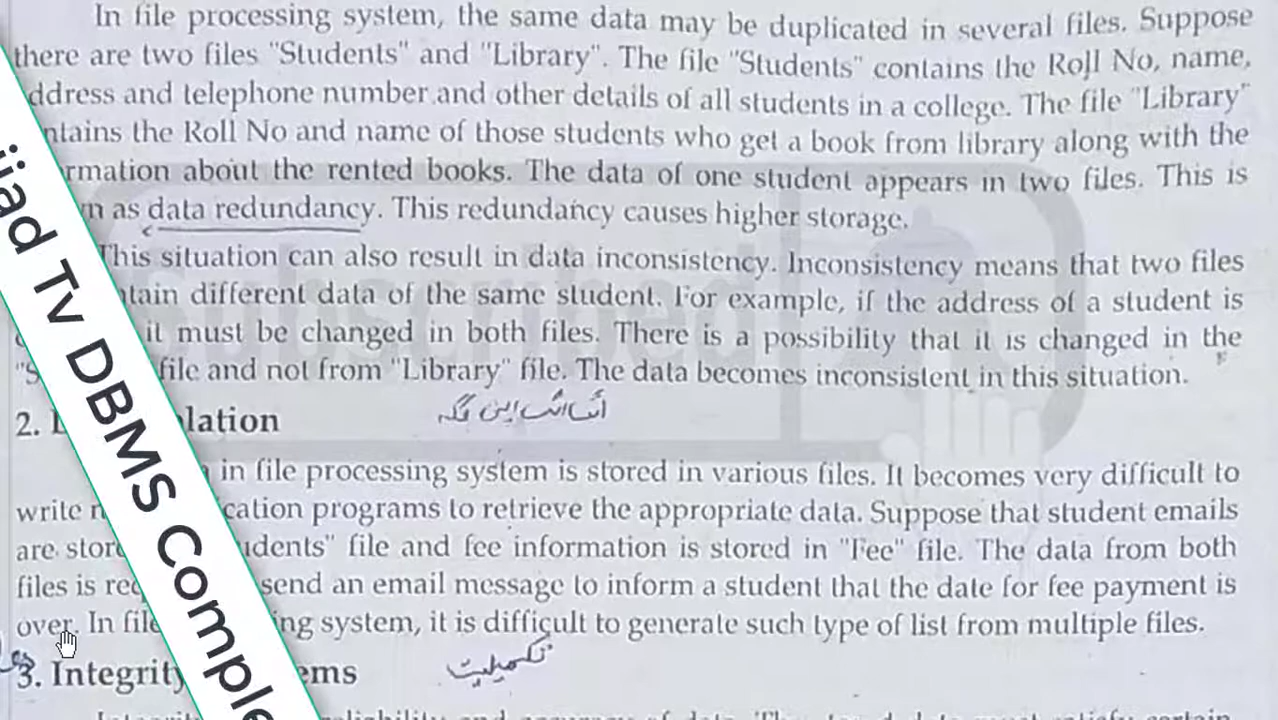 In file processing system, the same data may be duplicated in several files. Suppose
there are two files "Students" and "Library". The file "Students" contains the Roll No, name,
ddress and telephone number and other details of all students in a college. The file "Library"
ntains the Roll No and name of those students who get a book from library along with the
rmation about the rented books. The data of one student appears in two files. This is
n as data redundancy. This redundancy causes higher storage.
This situation can also result in data inconsistency. Inconsistency means that two files
tain different data of the same student. For example, if the address of a student is
it must be changed in both files. There is a possibility that it is changed in the
"S file and not from "Library" file. The data becomes inconsistent in this situation.
2. lation
in file processing system is stored in various files. It becomes very difficult to
write cation programs to retrieve the appropriate data. Suppose that student emails
are stor udents" file and fee information is stored in "Fee" file. The data from both
files is re send an email message to inform a student that the date for fee payment is
over. In file ing system, it is difficult to generate such type of list from multiple files.
3. Integrity ems
تکمیلیت
ijad Tv DBMS Comple
Subscribed